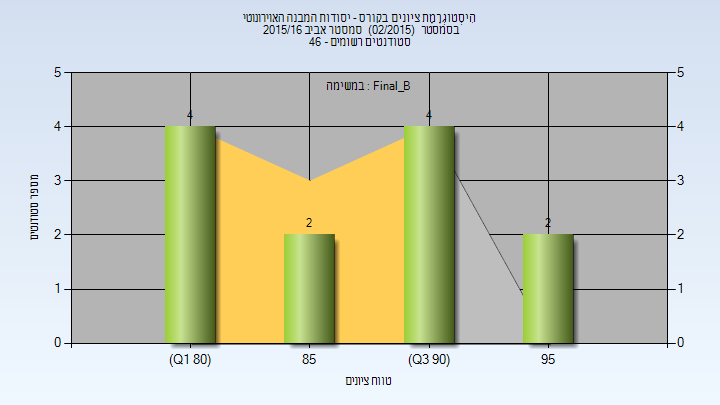 היסטוגרמת ציונים בקורס - יסודות המבנה האוירונוטי
בסמסטר (02/2015) סמסטר אביב 2015/16
סטודנטים רשומים - 46
במשימה : Final_B
5 5
4 4
3 3
2 2
1 1
0 0
4 2 4 2
מספר סטודנטים
(Q1 80) 85 (Q3 90) 95
טווח ציונים